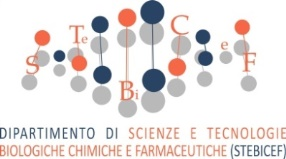 S Te Bi C e F
DIPARTIMENTO DI SCIENZE E TECNOLOGIE
BIOLOGICHE CHIMICHE E FARMACEUTICHE (STEBICEF)